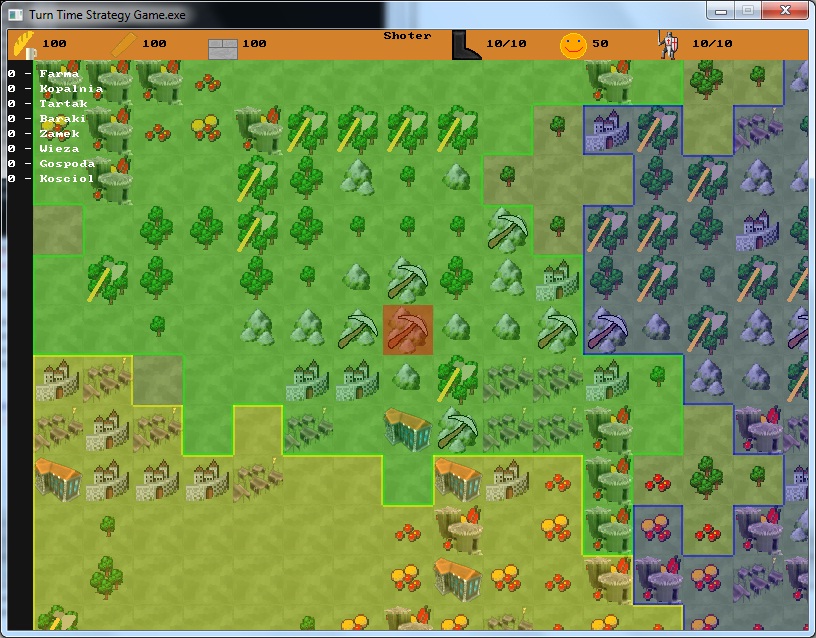 Turn Time Strategy Game.exe
100 100 100 Shoter 10/10 50 10/10
0 - Farma
0 - Kopalnia
0 - Tartak
0 - Baraki
0 - Zamek
0 - Wieza
0 - Gospoda
0 - Kosciol